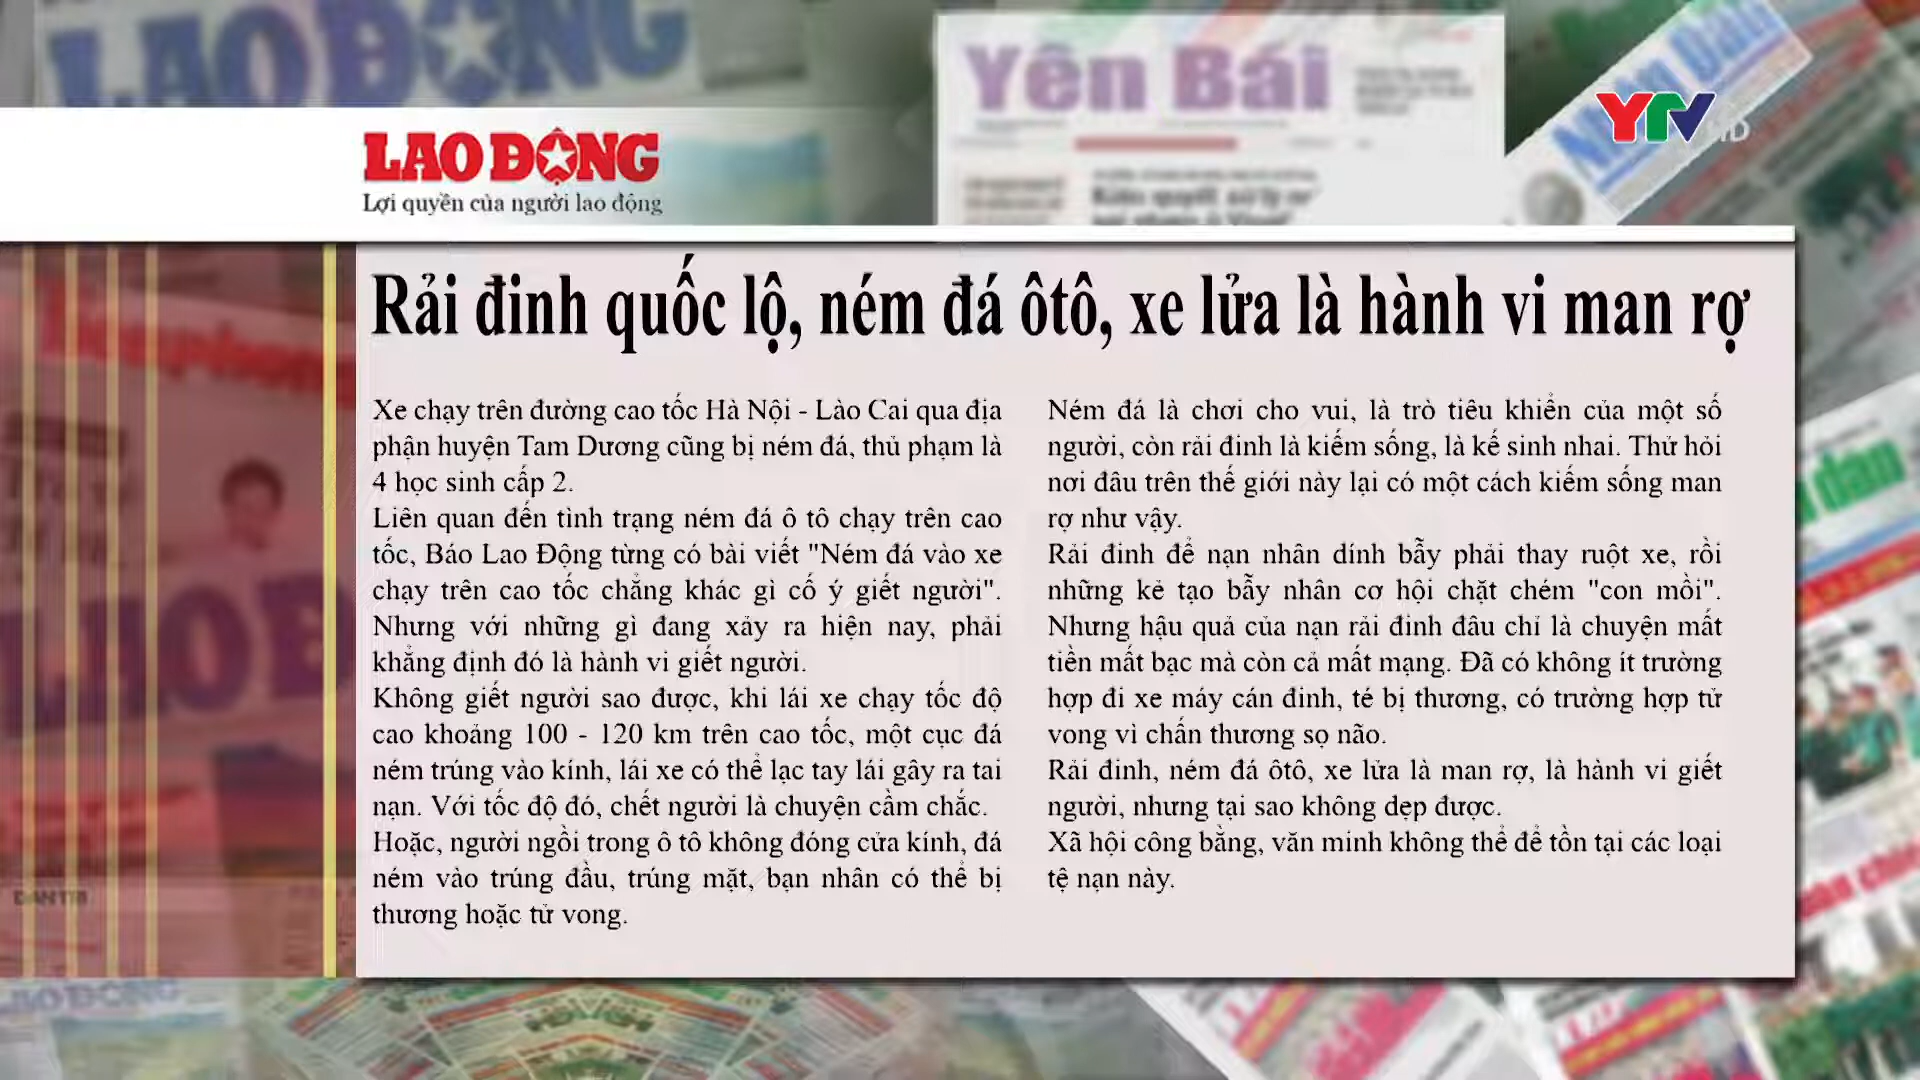 LAO ĐỘNG
Yên Bái
Nhân Dân
YTV HD
LAO ĐỘNG
Lợi quyền của người lao động
Rải đinh quốc lộ, ném đá ôtô, xe lửa là hành vi man rợ
Xe chạy trên đường cao tốc Hà Nội - Lào Cai qua địa
phận huyện Tam Dương cũng bị ném đá, thủ phạm là
4 học sinh cấp 2.
Liên quan đến tình trạng ném đá ô tô chạy trên cao
tốc, Báo Lao Động từng có bài viết "Ném đá vào xe
chạy trên cao tốc chẳng khác gì cố ý giết người".
Nhưng với những gì đang xảy ra hiện nay, phải
khẳng định đó là hành vi giết người.
Không giết người sao được, khi lái xe chạy tốc độ
cao khoảng 100 - 120 km trên cao tốc, một cục đá
ném trúng vào kính, lái xe có thể lạc tay lái gây ra tai
nạn. Với tốc độ đó, chết người là chuyện cầm chắc.
Hoặc, người ngồi trong ô tô không đóng cửa kính, đá
ném vào trúng đầu, trúng mặt, bạn nhân có thể bị
thương hoặc tử vong.
Ném đá là chơi cho vui, là trò tiêu khiển của một số
người, còn rải đinh là kiếm sống, là kế sinh nhai. Thử hỏi
nơi đâu trên thế giới này lại có một cách kiếm sống man
rợ như vậy.
Rải đinh để nạn nhân dính bẫy phải thay ruột xe, rồi
những kẻ tạo bẫy nhân cơ hội chặt chém "con mồi".
Nhưng hậu quả của nạn rải đinh đâu chỉ là chuyện mất
tiền mất bạc mà còn cả mất mạng. Đã có không ít trường
hợp đi xe máy cán đinh, té bị thương, có trường hợp tử
vong vì chấn thương sọ não.
Rải đinh, ném đá ôtô, xe lửa là man rợ, là hành vi giết
người, nhưng tại sao không dẹp được.
Xã hội công bằng, văn minh không thể để tồn tại các loại
tệ nạn này.
LAO ĐỘNG
DANTRI